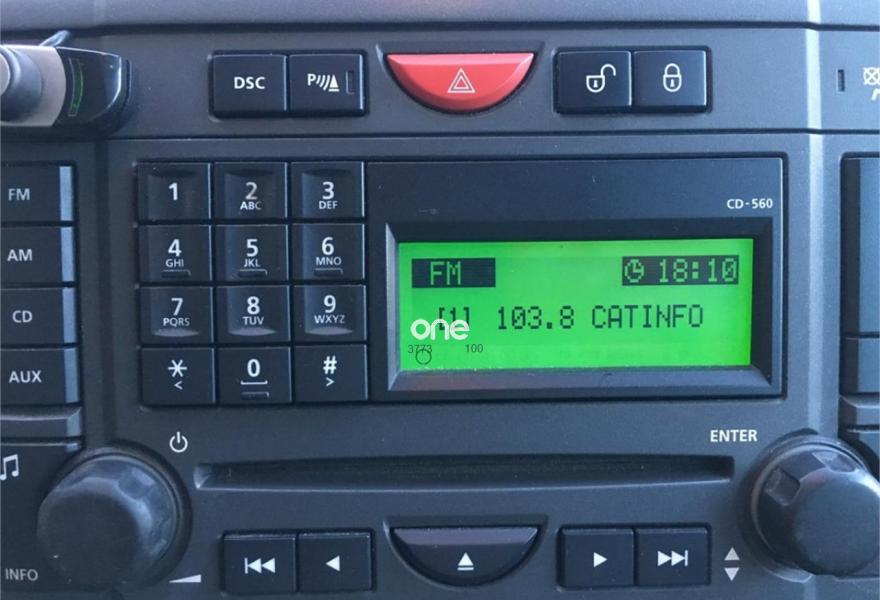 DSC P
FM
1 2 ABC 3 DEF
CD-560
AM
4 GHI 5 JKL 6 MNO
FM 18:10
CD
7 PQRS 8 TUV 9 WXYZ
[1] 103.8 CATINFO
one
3773 100
AUX
* < 0 # >
ENTER
INFO